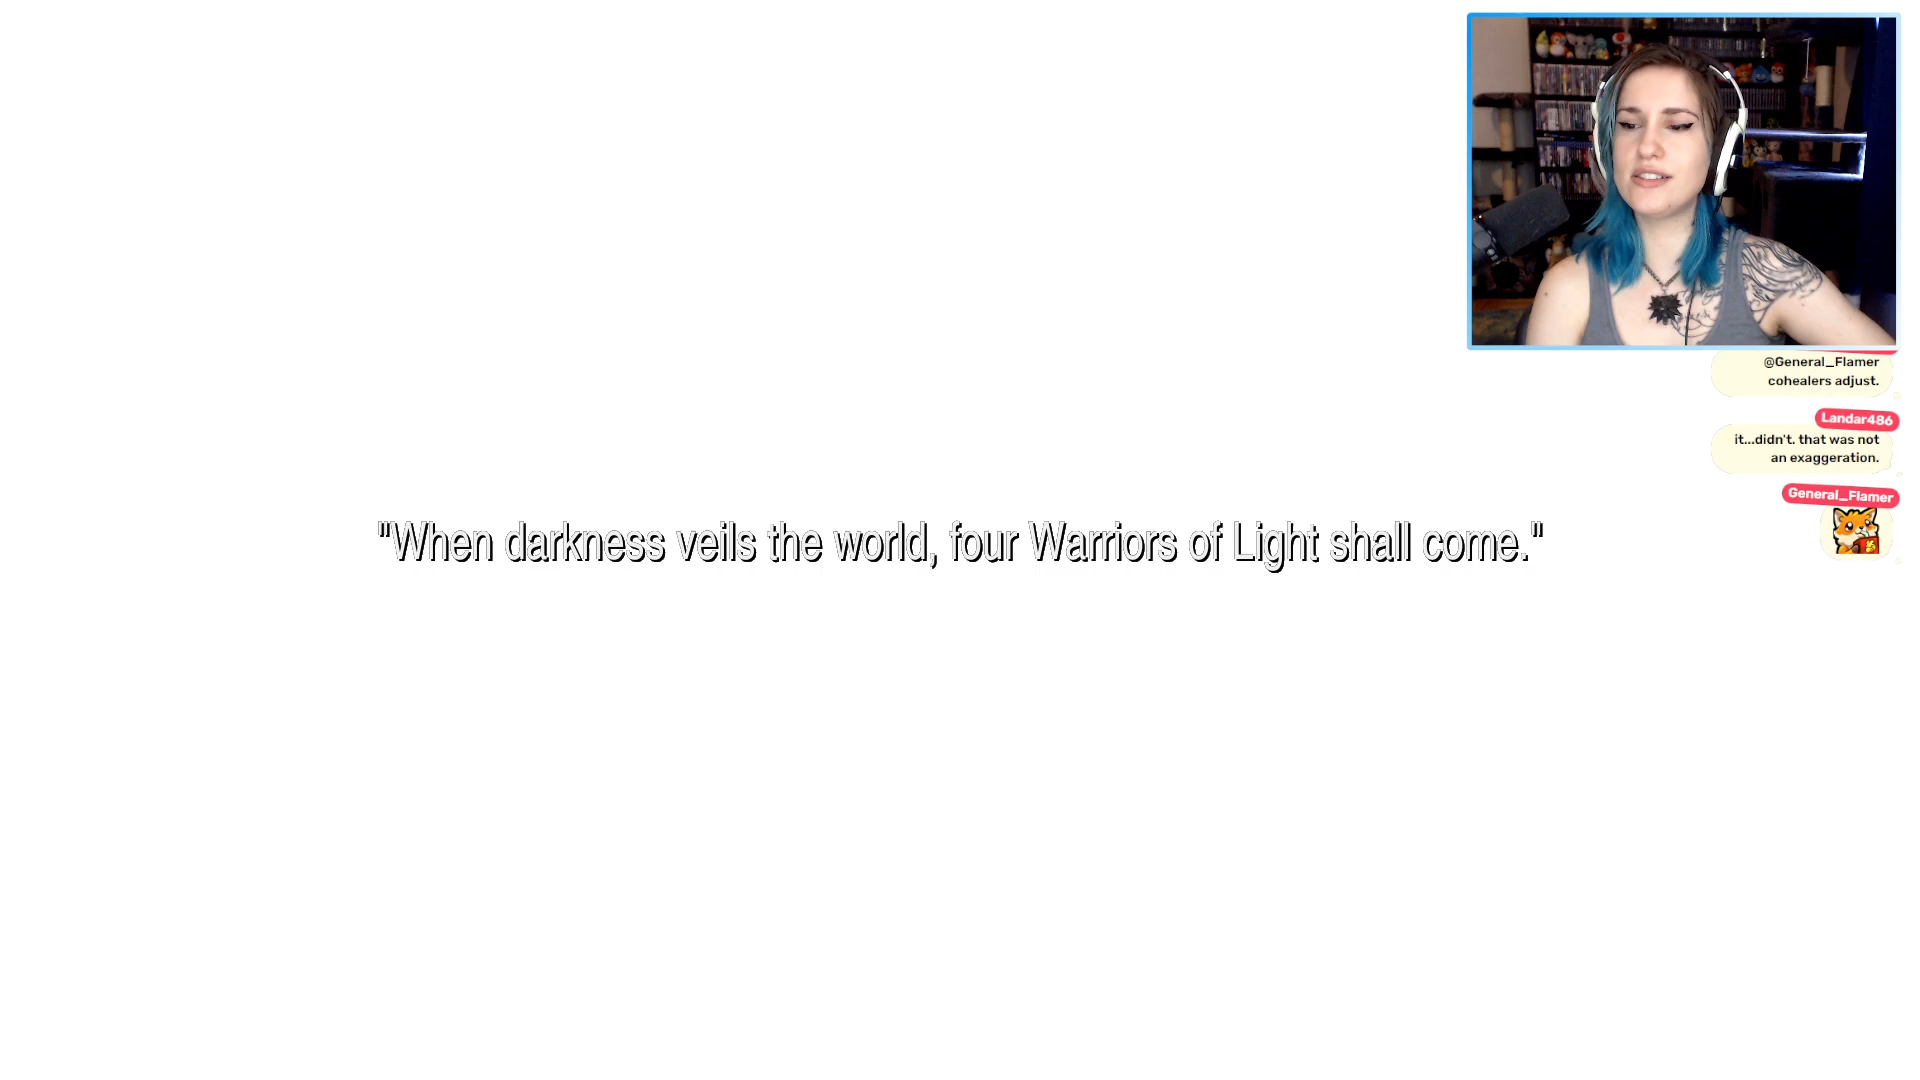 @General_Flamer
cohealers adjust.
Landar486
it...didn't. that was not
an exaggeration.
General_Flamer
"When darkness veils the world, four Warriors of Light shall come."